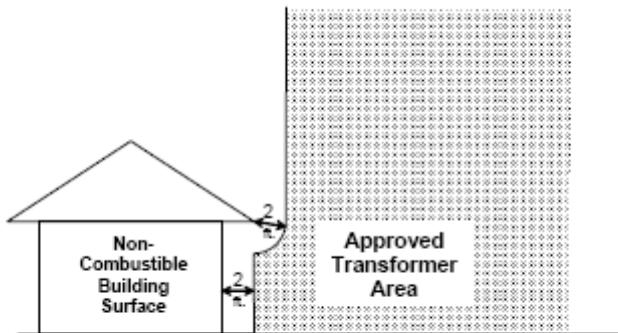 2
ft.
Non-
Combustible
Building
Surface
2
ft.
Approved
Transformer
Area